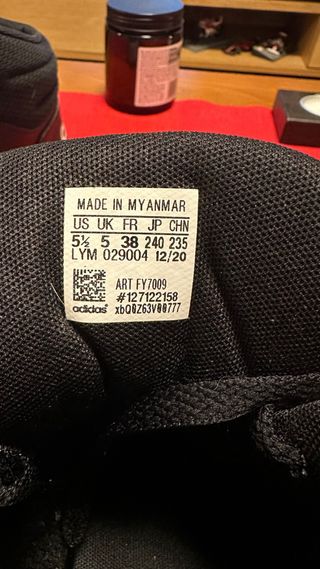 MADE IN MYANMAR
US UK FR JP CHN
5½ 5 38 240 235
LYM 029004 12/20
ART FY7009
#127122158
adidas xbQ0Z63V00777